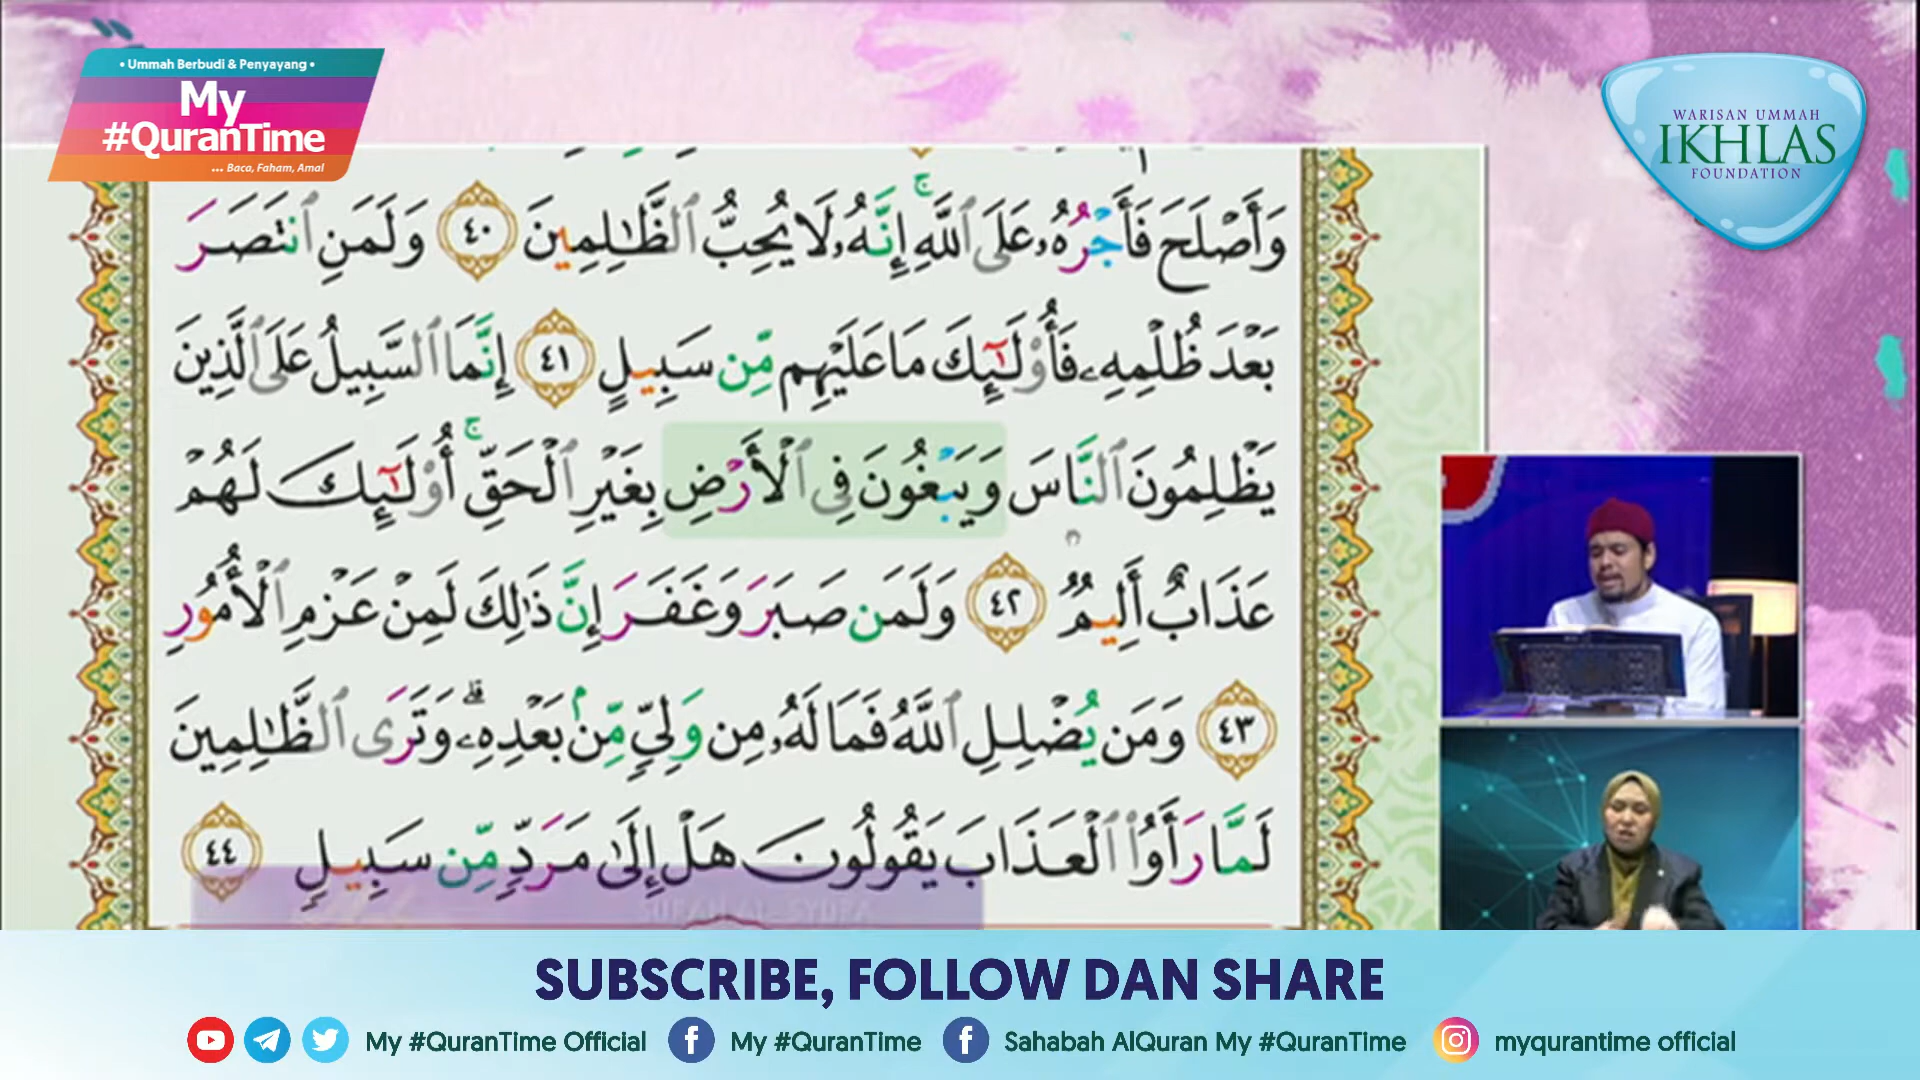 • Ummah Berbudi & Penyayang •
My
#QuranTime
... Baca, Faham, Amal
WARISAN UMMAH
IKHLAS
FOUNDATION
وَأَصْلَحَ فَأَجْرُهُۥ عَلَى ٱللَّهِ ۚ إِنَّهُۥ لَا يُحِبُّ ٱلظَّـٰلِمِينَ ٤٠ وَلَمَنِ ٱنتَصَرَ
بَعْدَ ظُلْمِهِۦ فَأُو۟لَـٰٓئِكَ مَا عَلَيْهِم مِّن سَبِيلٍ ٤١ إِنَّمَا ٱلسَّبِيلُ عَلَى ٱلَّذِينَ
يَظْلِمُونَ ٱلنَّاسَ وَيَبْغُونَ فِى ٱلْأَرْضِ بِغَيْرِ ٱلْحَقِّ ۚ أُو۟لَـٰٓئِكَ لَهُمْ
عَذَابٌ أَلِيمٌ ٤٢ وَلَمَن صَبَرَ وَغَفَرَ إِنَّ ذَٰلِكَ لَمِنْ عَزْمِ ٱلْأُمُورِ
٤٣ وَمَن يُضْلِلِ ٱللَّهُ فَمَا لَهُۥ مِن وَلِىٍّ مِّنۢ بَعْدِهِۦ ۗ وَتَرَى ٱلظَّـٰلِمِينَ
لَمَّا رَأَوُا۟ ٱلْعَذَابَ يَقُولُونَ هَلْ إِلَىٰ مَرَدٍّ مِّن سَبِيلٍ ٤٤
SURAH AL-SYURA
SUBSCRIBE, FOLLOW DAN SHARE
My #QuranTime Official
My #QuranTime
Sahabah AlQuran My #QuranTime
myqurantime official